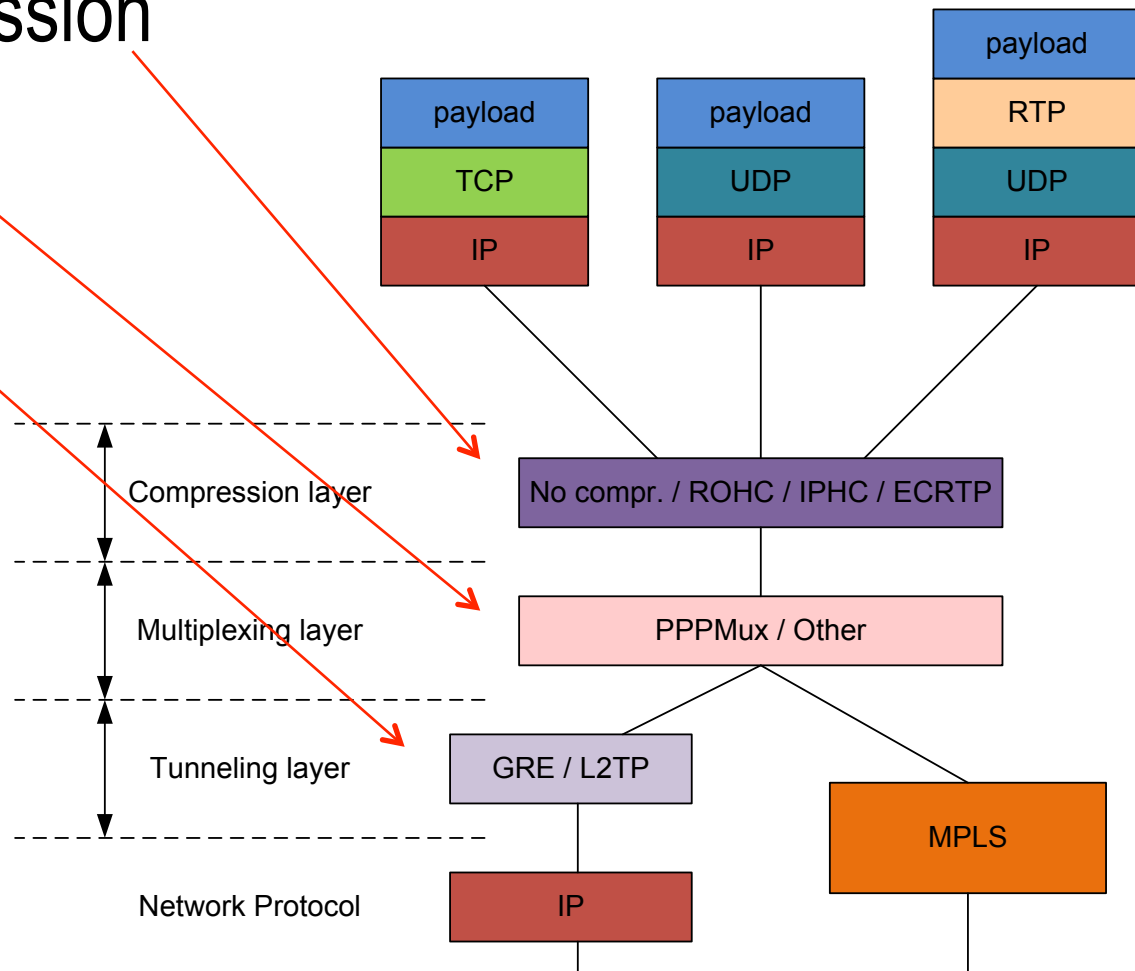 payload
payload
payload
RTP
TCP
UDP
UDP
IP
IP
IP
Compression layer
No compr. / ROHC / IPHC / ECRTP
Multiplexing layer
PPPMux / Other
Tunneling layer
GRE / L2TP
MPLS
Network Protocol
IP